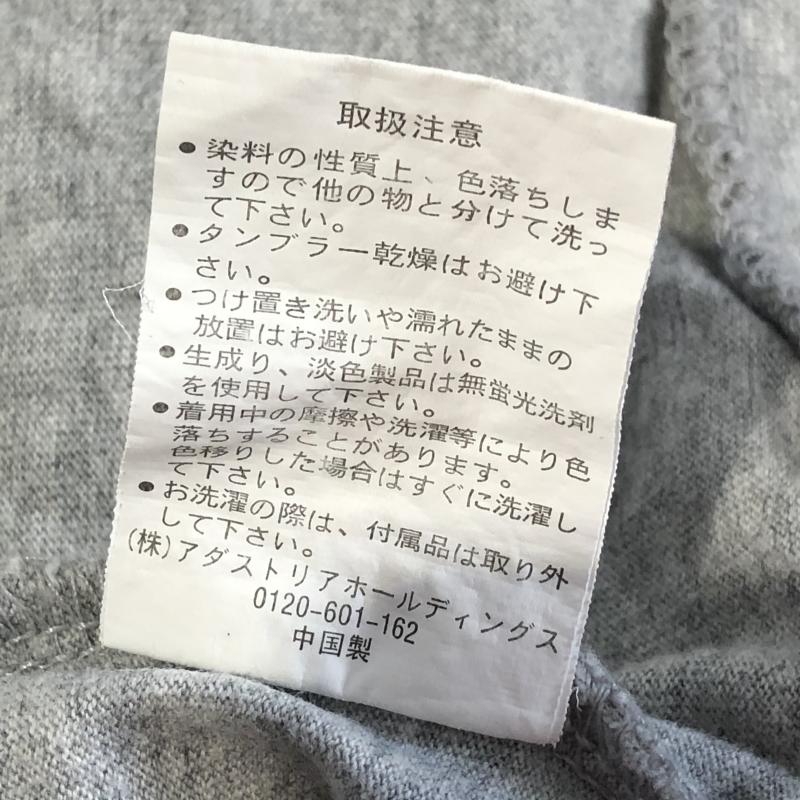 取扱注意
● 染料の性質上、色落ちしま
すので他の物と分けて洗っ
て下さい。
● タンブラー乾燥はお避け下
さい。
● つけ置き洗いや濡れたままの
放置はお避け下さい。
● 生成り、淡色製品は無蛍光洗剤
を使用して下さい。
● 着用中の摩擦や洗濯等により色
落ちすることがあります。
色移りした場合はすぐに洗濯し
て下さい。
● お洗濯の際は、付属品は取り外
して下さい。
(株)アダストリアホールディングス
0120-601-162
中国製